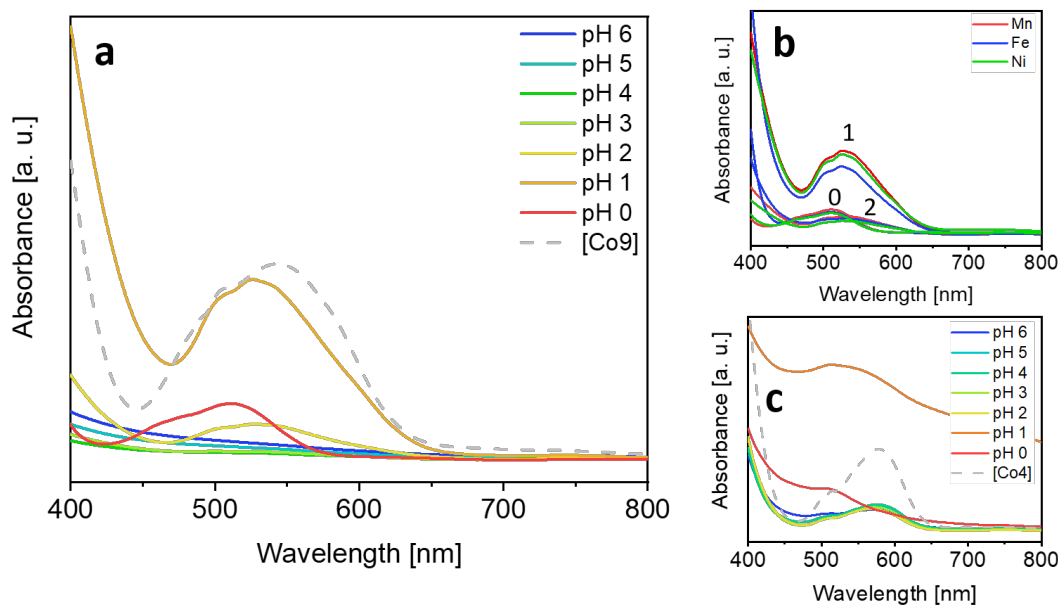 a
pH 6
pH 5
pH 4
pH 3
pH 2
pH 1
pH 0
[Co9]
Absorbance [a. u.]
400
500
600
700
800
Wavelength [nm]
b
Mn
Fe
Ni
1
0
2
Absorbance [a. u.]
400
500
600
700
800
Wavelength [nm]
c
pH 6
pH 5
pH 4
pH 3
pH 2
pH 1
pH 0
[Co4]
Absorbance [a. u.]
400
500
600
700
800
Wavelength [nm]